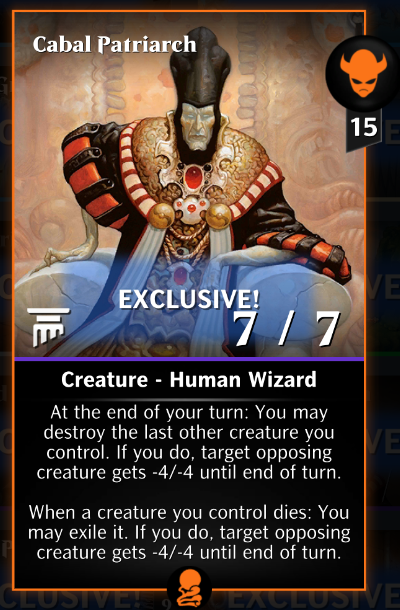 Cabal Patriarch
15
EXCLUSIVE!
7 / 7
Creature - Human Wizard
At the end of your turn: You may
destroy the last other creature you
control. If you do, target opposing
creature gets -4/-4 until end of turn.
When a creature you control dies: You
may exile it. If you do, target opposing
creature gets -4/-4 until end of turn.